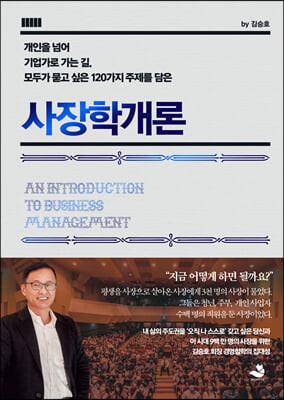 by 김승호
개인을 넘어
기업가로 가는 길,
모두가 묻고 싶은 120가지 주제를 담은
사장학개론
AN INTRODUCTION
TO BUSINESS
MANAGEMENT
“지금 어떻게 하면 될까요?”
평생을 사장으로 살아온 사장에게 3천 명의 사장이 물었다.
그들은 청년, 주부, 개인 사업자
수백 명의 직원을 둔 사장이었다.
내 삶의 주도권을 ‘오직 나 스스로’ 갖고 싶은 당신과
이 시대 9백만 명의 사장을 위한
김승호 회장 경영철학의 집대성